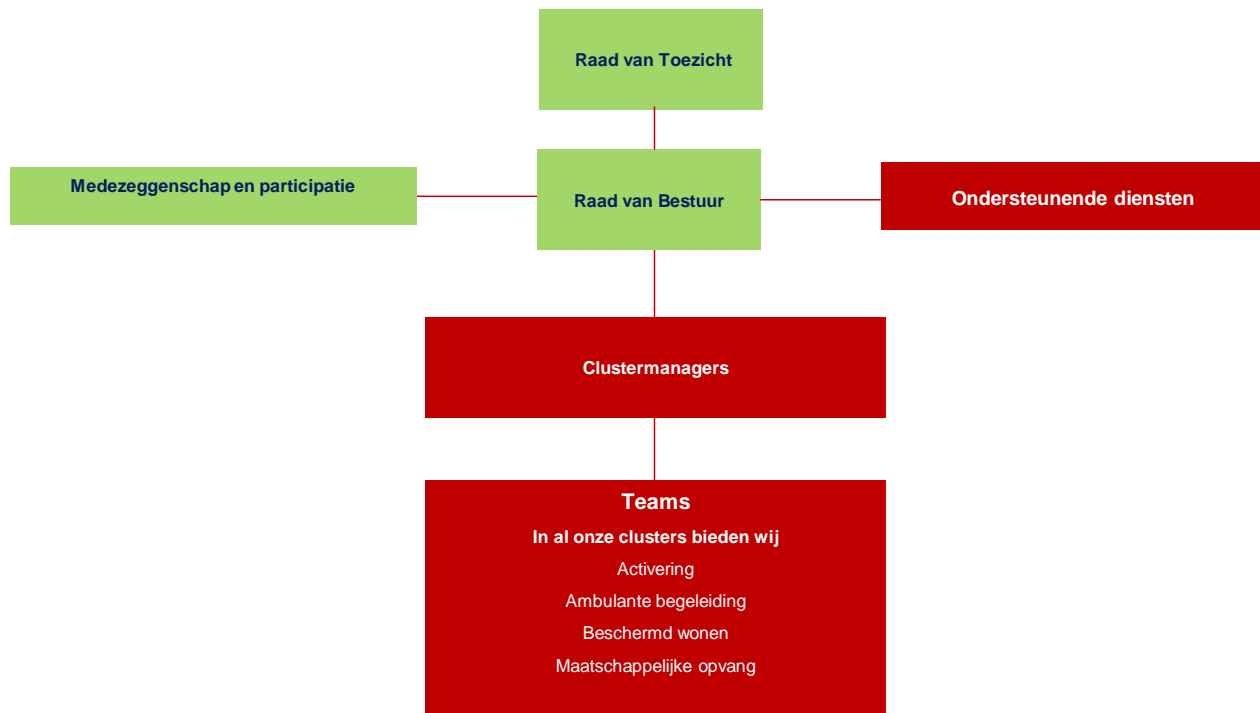 Raad van Toezicht
Medezeggenschap en participatie
Raad van Bestuur
Ondersteunende diensten
Clustermanagers
Teams
In al onze clusters bieden wij
Activering
Ambulante begeleiding
Beschermd wonen
Maatschappelijke opvang